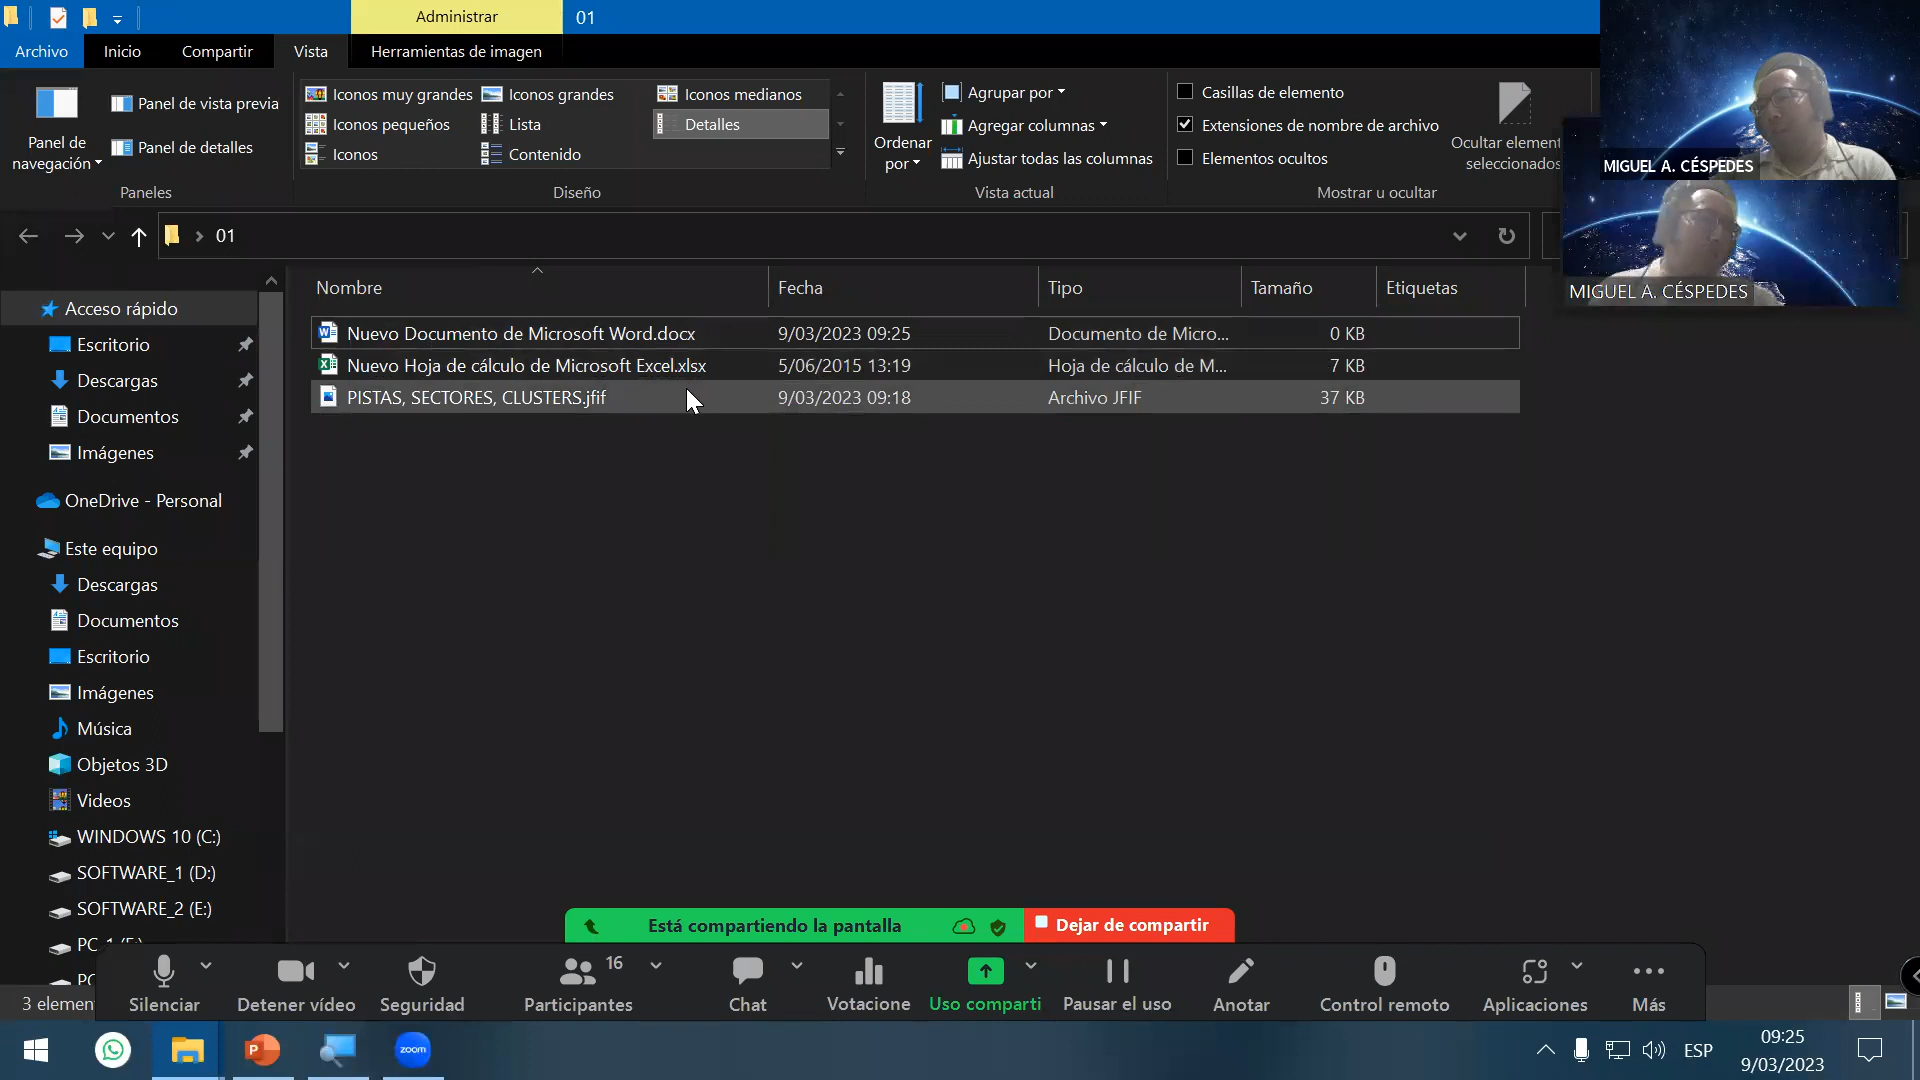 Administrar
01
Archivo
Inicio
Compartir
Vista
Herramientas de imagen
Panel de navegación
Panel de vista previa
Panel de detalles
Paneles
Iconos muy grandes
Iconos grandes
Iconos medianos
Iconos pequeños
Lista
Detalles
Iconos
Contenido
Diseño
Ordenar por
Agrupar por
Agregar columnas
Ajustar todas las columnas
Vista actual
Casillas de elemento
Extensiones de nombre de archivo
Elementos ocultos
Ocultar element
seleccionados
Mostrar u ocultar
MIGUEL A. CÉSPEDES
MIGUEL A. CÉSPEDES
01
Nombre
Fecha
Tipo
Tamaño
Etiquetas
Nuevo Documento de Microsoft Word.docx 9/03/2023 09:25 Documento de Micro... 0 KB
Nuevo Hoja de cálculo de Microsoft Excel.xlsx 5/06/2015 13:19 Hoja de cálculo de M... 7 KB
PISTAS, SECTORES, CLUSTERS.jfif 9/03/2023 09:18 Archivo JFIF 37 KB
Acceso rápido
Escritorio
Descargas
Documentos
Imágenes
OneDrive - Personal
Este equipo
Descargas
Documentos
Escritorio
Imágenes
Música
Objetos 3D
Videos
WINDOWS 10 (C:)
SOFTWARE_1 (D:)
SOFTWARE_2 (E:)
3 elemen
Está compartiendo la pantalla
Dejar de compartir
Silenciar
Detener vídeo
Seguridad
16
Participantes
Chat
Votacione
Uso comparti
Pausar el uso
Anotar
Control remoto
Aplicaciones
Más
zoom
ESP
09:25
9/03/2023